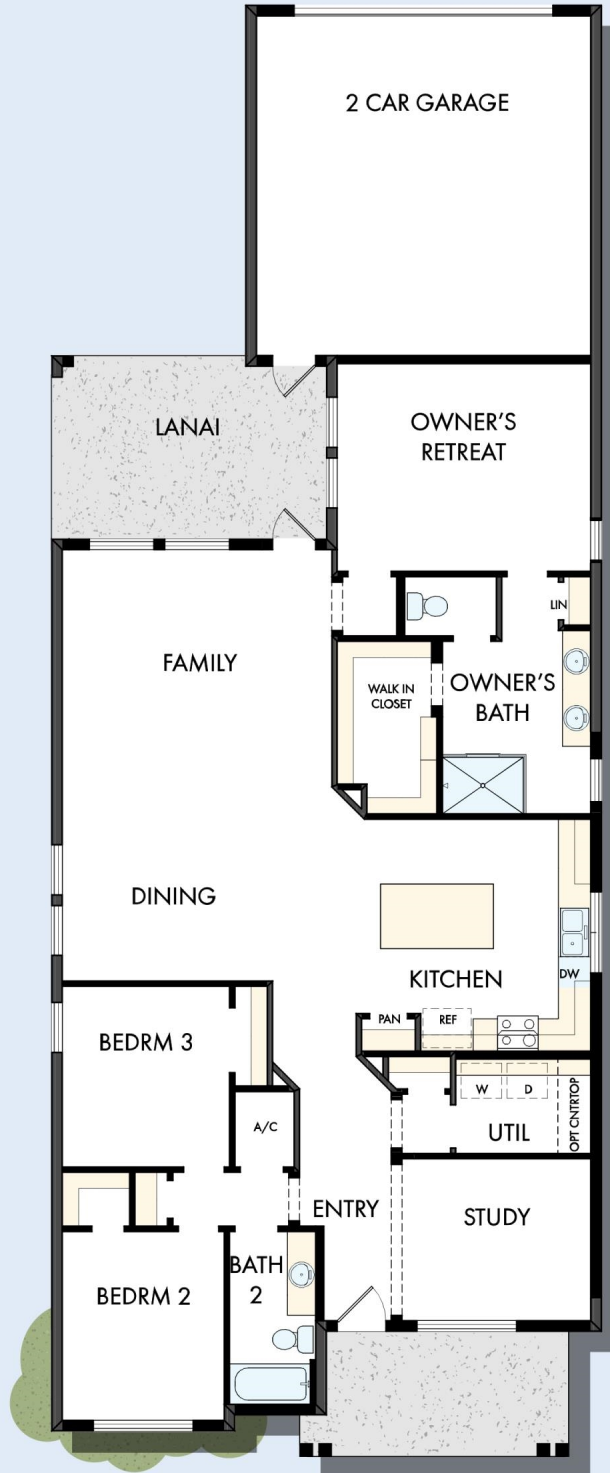 2 CAR GARAGE
LANAI
OWNER'S
RETREAT
LIN
FAMILY
WALK IN
CLOSET
OWNER'S
BATH
DINING
KITCHEN
DW
PAN
REF
BEDRM 3
W
D
OPT CNTRTOP
A/C
UTIL
ENTRY
STUDY
BATH
2
BEDRM 2